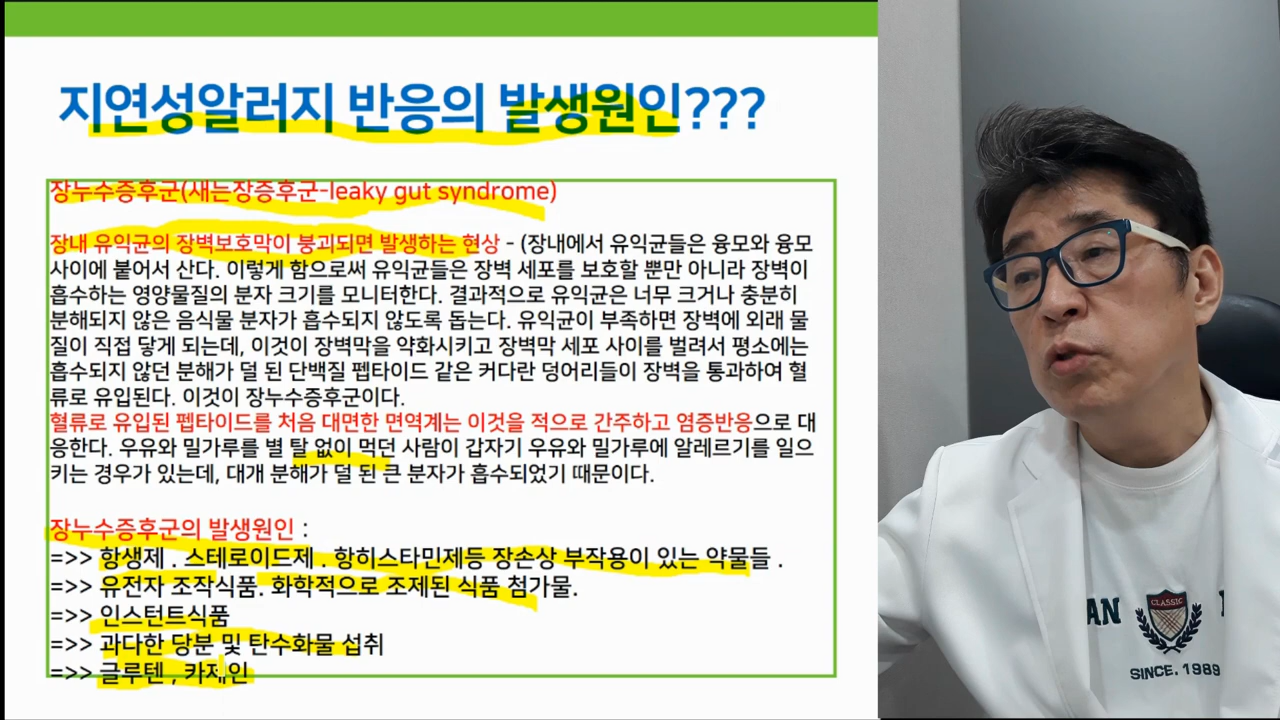 지연성알러지 반응의 발생원인???
장누수증후군(새는장증후군-leaky gut syndrome)
장내 유익균의 장벽보호막이 붕괴되면 발생하는 현상 - (장내에서 유익균들은 융모와 융모
사이에 붙어서 산다. 이렇게 함으로써 유익균들은 장벽 세포를 보호할 뿐만 아니라 장벽이
흡수하는 영양물질의 분자 크기를 모니터한다. 결과적으로 유익균은 너무 크거나 충분히
분해되지 않은 음식물 분자가 흡수되지 않도록 돕는다. 유익균이 부족하면 장벽에 외래 물
질이 직접 닿게 되는데, 이것이 장벽막을 약화시키고 장벽막 세포 사이를 벌려서 평소에는
흡수되지 않던 분해가 덜 된 단백질 펩타이드 같은 커다란 덩어리들이 장벽을 통과하여 혈
류로 유입된다. 이것이 장누수증후군이다.
혈류로 유입된 펩타이드를 처음 대면한 면역계는 이것을 적으로 간주하고 염증반응으로 대
응한다. 우유와 밀가루를 별 탈 없이 먹던 사람이 갑자기 우유와 밀가루에 알레르기를 일으
키는 경우가 있는데, 대개 분해가 덜 된 큰 분자가 흡수되었기 때문이다.
장누수증후군의 발생원인 :
=>> 항생제 . 스테로이드제 . 항히스타민제등 장손상 부작용이 있는 약물들 .
=>> 유전자 조작식품. 화학적으로 조제된 식품 첨가물.
=>> 인스턴트식품
=>> 과다한 당분 및 탄수화물 섭취
=>> 글루텐 , 카제인
AN
CLASSIC
SINCE. 1989